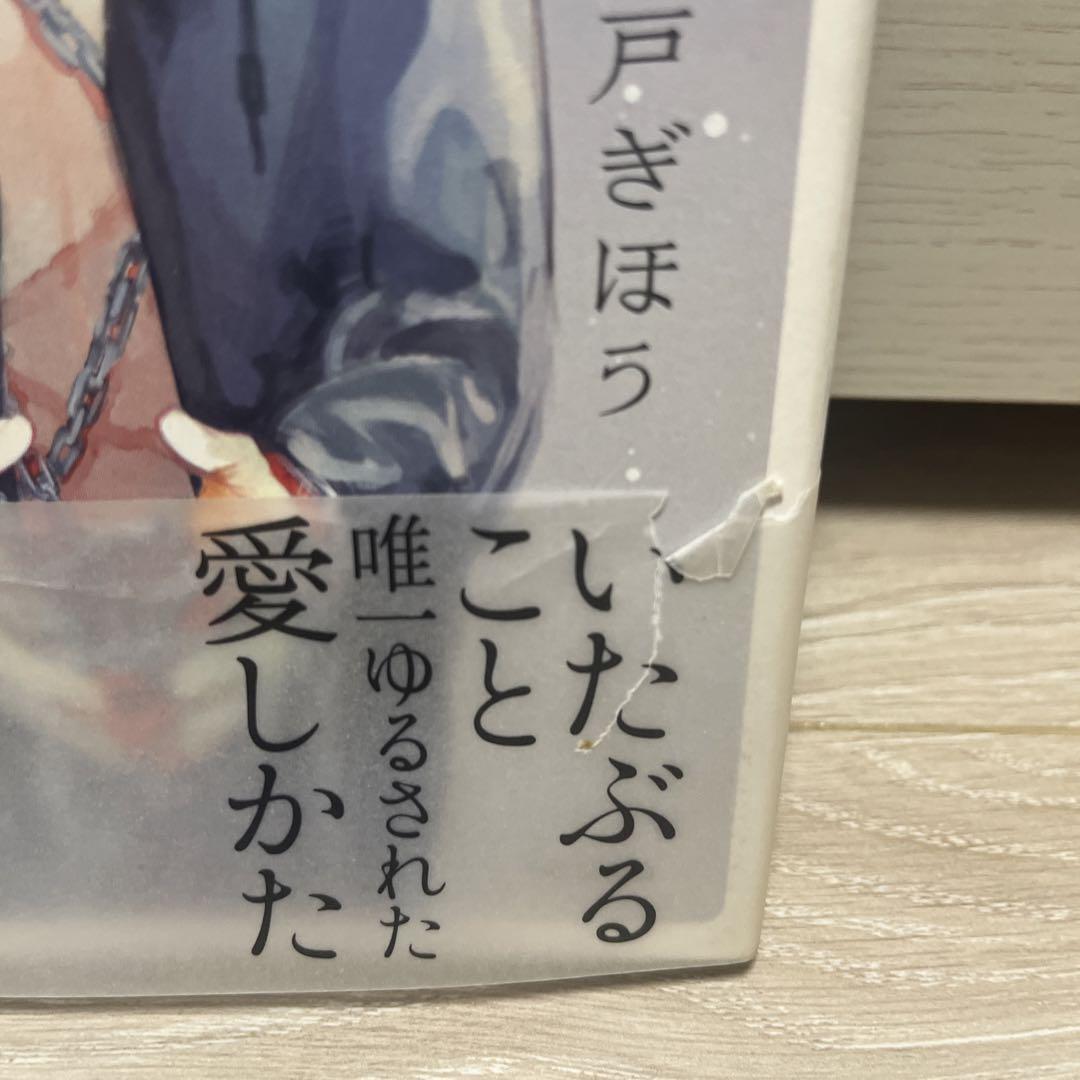 戸ぎほう
いたぶる
こと
唯一ゆるされた
愛しかた